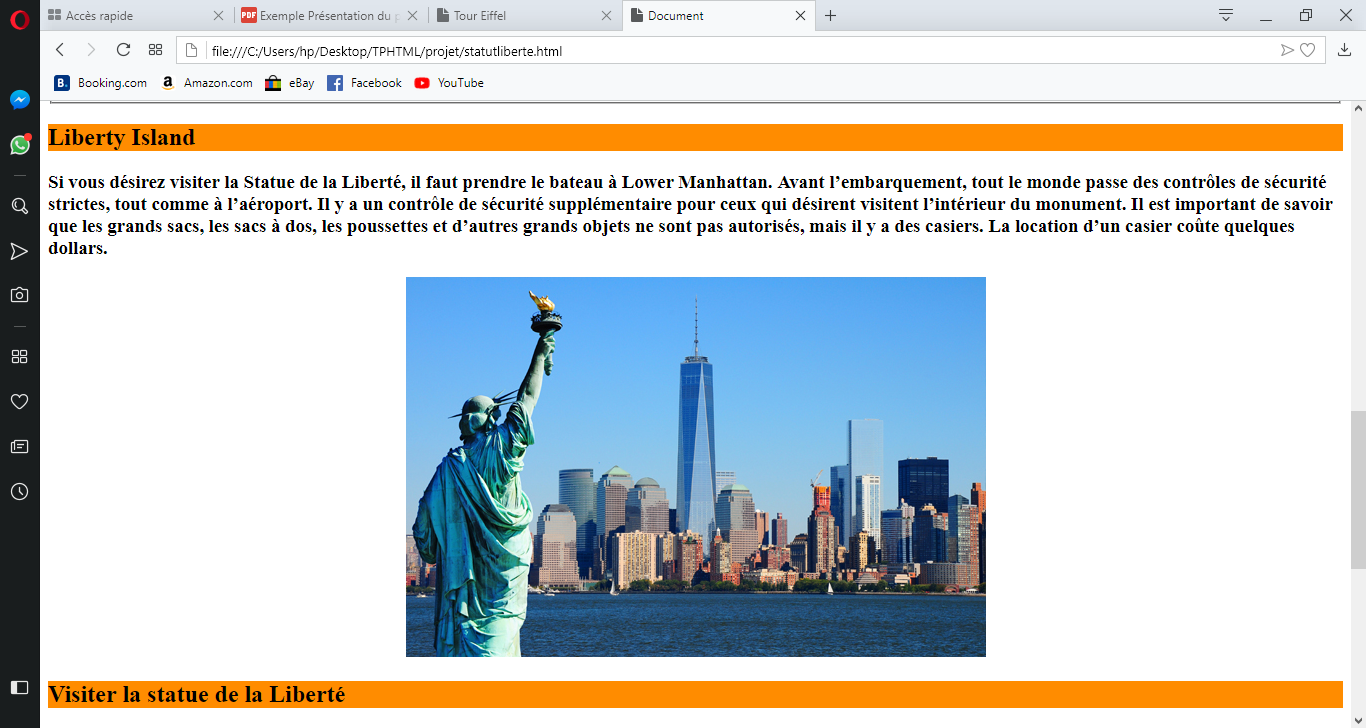 Accès rapide
PDF Exemple Présentation du
Tour Eiffel
Document
file:///C:/Users/hp/Desktop/TPHTML/projet/statutliberte.html
B. Booking.com
a Amazon.com
eBay
f Facebook
YouTube
Liberty Island
Si vous désirez visiter la Statue de la Liberté, il faut prendre le bateau à Lower Manhattan. Avant l’embarquement, tout le monde passe des contrôles de sécurité
strictes, tout comme à l’aéroport. Il y a un contrôle de sécurité supplémentaire pour ceux qui désirent visitent l’intérieur du monument. Il est important de savoir
que les grands sacs, les sacs à dos, les poussettes et d’autres grands objets ne sont pas autorisés, mais il y a des casiers. La location d’un casier coûte quelques
dollars.
Visiter la statue de la Liberté